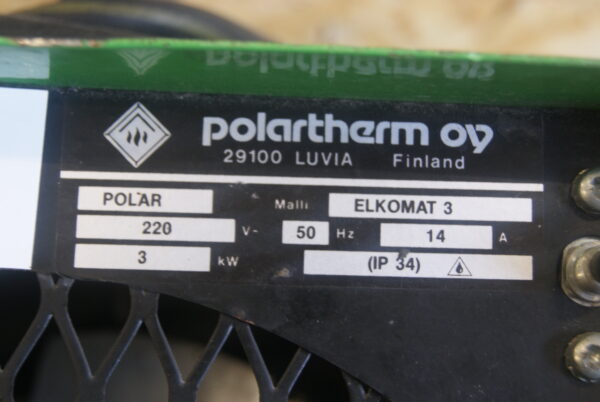 polartherm oy
29100 LUVIA Finland
POLAR Malli ELKOMAT 3
220 V~ 50 Hz 14 A
3 kW (IP 34)